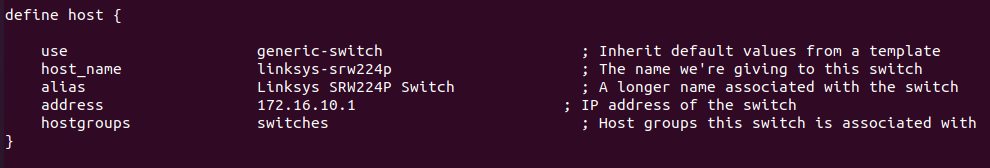 define host {
use generic-switch ; Inherit default values from a template
host_name linksys-srw224p ; The name we're giving to this switch
alias Linksys SRW224P Switch ; A longer name associated with the switch
address 172.16.10.1 ; IP address of the switch
hostgroups switches ; Host groups this switch is associated with
}